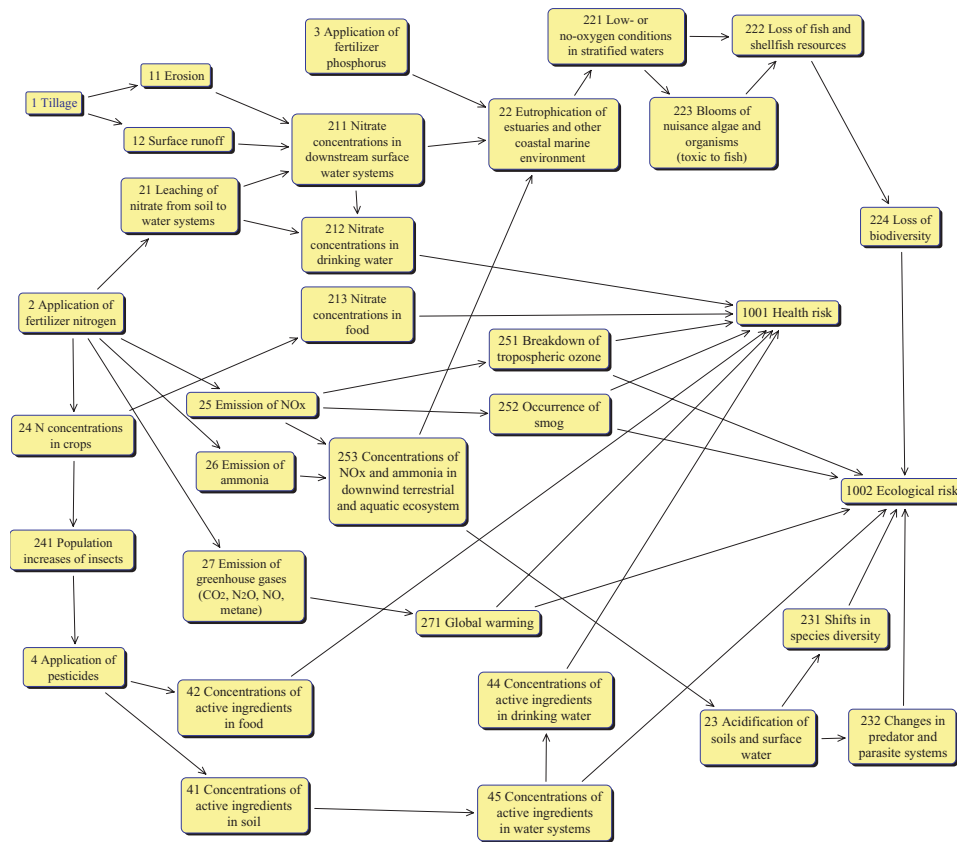 3 Application of
fertilizer
phosphorus
221 Low- or
no-oxygen conditions
in stratified waters
222 Loss of fish and
shellfish resources
11 Erosion
1 Tillage
12 Surface runoff
211 Nitrate
concentrations in
downstream surface
water systems
22 Eutrophication of
estuaries and other
coastal marine
environment
223 Blooms of
nuisance algae and
organisms
(toxic to fish)
21 Leaching of
nitrate from soil to
water systems
212 Nitrate
concentrations in
drinking water
224 Loss of
biodiversity
2 Application of
fertilizer nitrogen
213 Nitrate
concentrations
in food
1001 Health risk
251 Breakdown of
tropospheric ozone
25 Emission of NOx
252 Occurrence of
smog
24 N concentrations
in crops
26 Emission of
ammonia
253 Concentrations of
NOx and ammonia in
downwind terrestrial
and aquatic ecosystem
1002 Ecological risk
241 Population
increases of insects
27 Emission of
greenhouse gases
(CO2, N2O, NO,
metane)
271 Global warming
231 Shifts in
species diversity
4 Application of
pesticides
42 Concentrations of
active ingredients
in food
44 Concentrations of
active ingredients
in drinking water
23 Acidification of
soils and surface
water
232 Changes in
predator and
parasite systems
41 Concentrations of
active ingredients
in soil
45 Concentrations of
active ingredients
in water systems